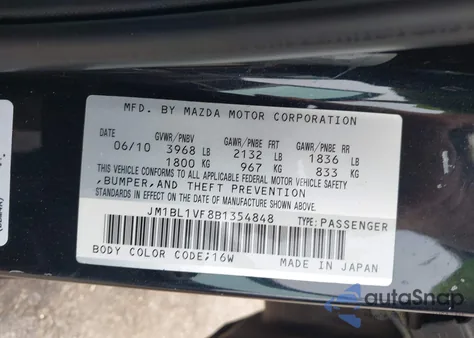 MFD. BY MAZDA MOTOR CORPORATION
GVWR/PNBV GAWR/PNBE FRT GAWR/PNBE RR
06/10 3968 LB 2132 LB 1836 LB
1800 KG 967 KG 833 KG
THIS VEHICLE CONFORMS TO ALL APPLICABLE FEDERAL MOTOR VEHICLE SAFETY
,BUMPER,AND THEFT PREVENTION
STANDARDS IN EFFECT ON THE DATE OF MANUFACTURE SHOWN ABOVE.
JM1BL1VF8B1354848 TYPE:PASSENGER
BODY COLOR CODE;16W MADE IN JAPAN
autoSnap